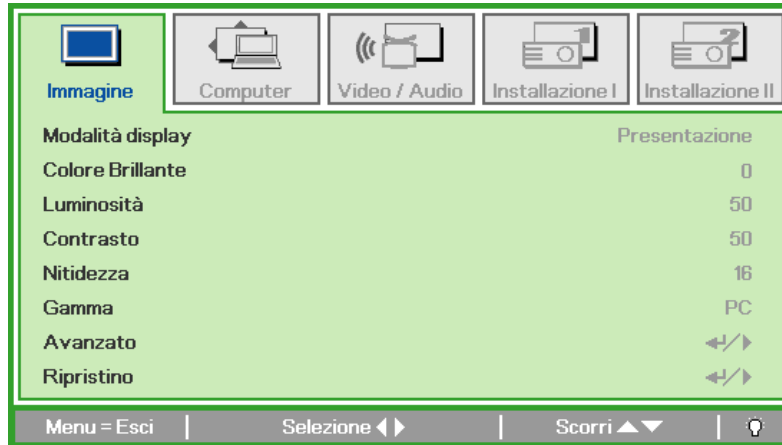 Immagine Computer Video / Audio Installazione I Installazione II
Modalità display Presentazione
Colore Brillante 0
Luminosità 50
Contrasto 50
Nitidezza 16
Gamma PC
Avanzato
Ripristino
Menu = Esci Selezione Scorri